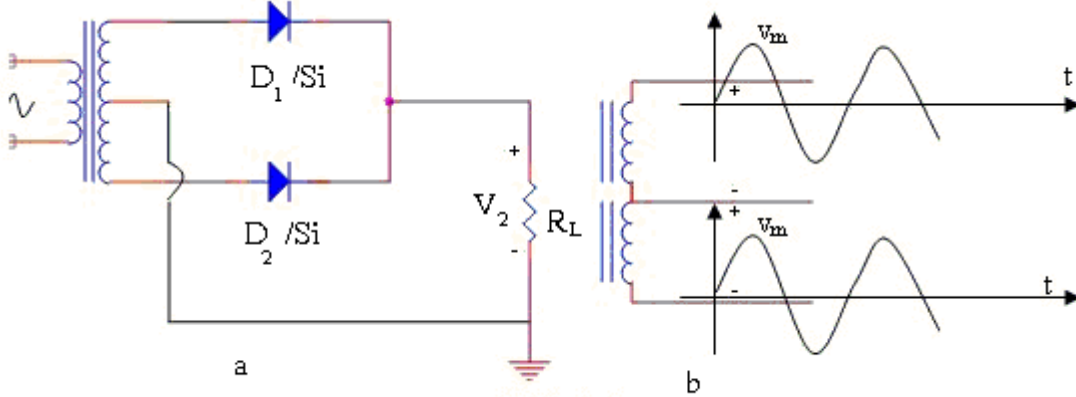 D1 /Si
D2 /Si
+
V2
-
RL
a
vm
t
+
-
+
vm
-
t
b